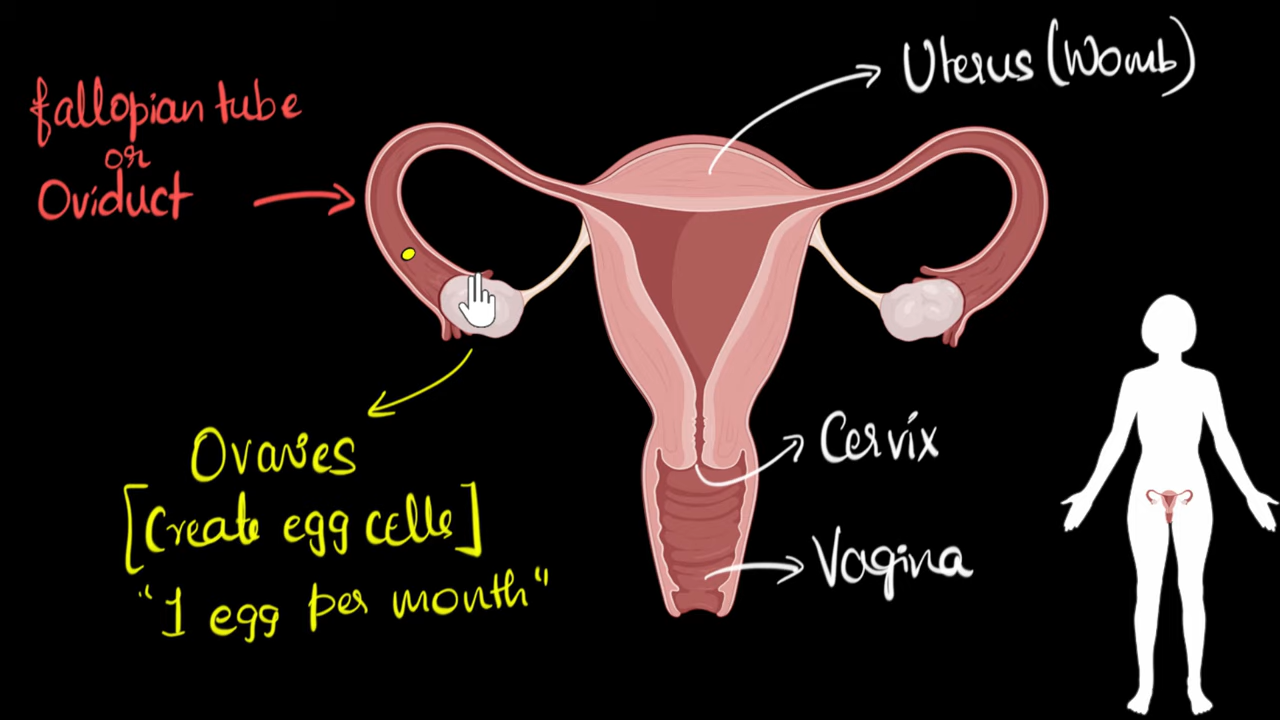 Uterus (Womb)
fallopian tube
or
Oviduct
Ovaries
[Create egg cells]
"1 egg per month"
Cervix
Vagina